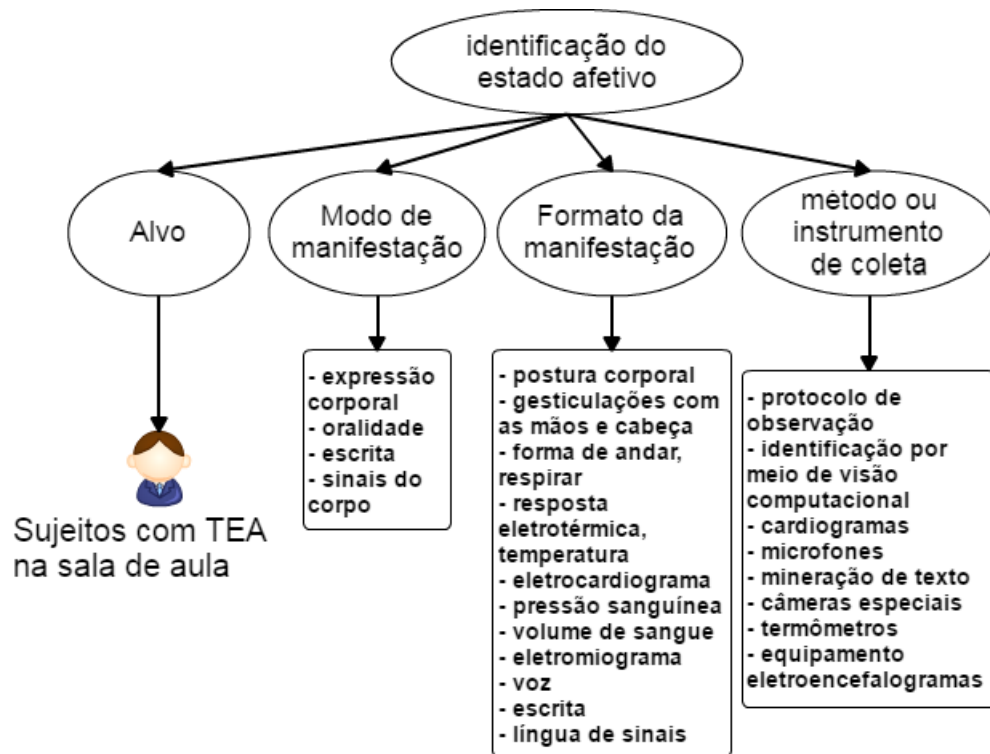 identificação do
estado afetivo
Alvo
Modo de
manifestação
Formato da
manifestação
método ou
instrumento
de coleta
Sujeitos com TEA
na sala de aula
- expressão
corporal
- oralidade
- escrita
- sinais do
corpo
- postura corporal
- gesticulações com
as mãos e cabeça
- forma de andar,
respirar
- resposta
eletrotérmica,
temperatura
- eletrocardiograma
- pressão sanguínea
- volume de sangue
- eletromiograma
- voz
- escrita
- língua de sinais
- protocolo de
observação
- identificação por
meio de visão
computacional
- cardiogramas
- microfones
- mineração de texto
- câmeras especiais
- termômetros
- equipamento
eletroencefalogramas